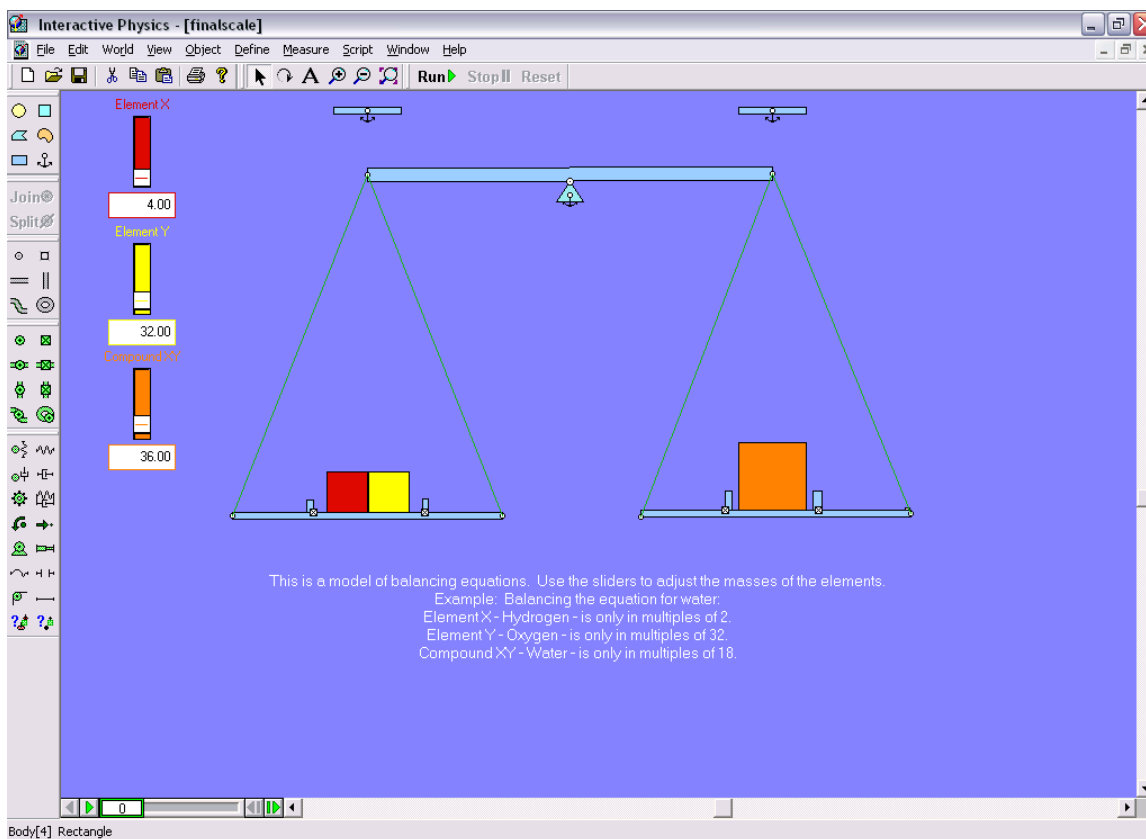 Interactive Physics - [finalscale]
File Edit World View Object Define Measure Script Window Help
Run Stop Reset
Join
Split
Element X
4.00
Element Y
32.00
Compound XY
36.00
This is a model of balancing equations. Use the sliders to adjust the masses of the elements.
Example: Balancing the equation for water:
Element X - Hydrogen - is only in multiples of 2.
Element Y - Oxygen - is only in multiples of 32.
Compound XY - Water - is only in multiples of 18.
0
Body[4] Rectangle